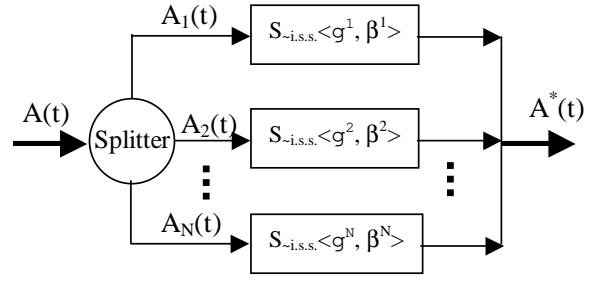 A₁(t)
S~i.s.s.<g¹, β¹>
A(t)
Splitter
A₂(t)
S~i.s.s.<g², β²>
A*(t)
Aₙ(t)
S~i.s.s.<gᴺ, βᴺ>